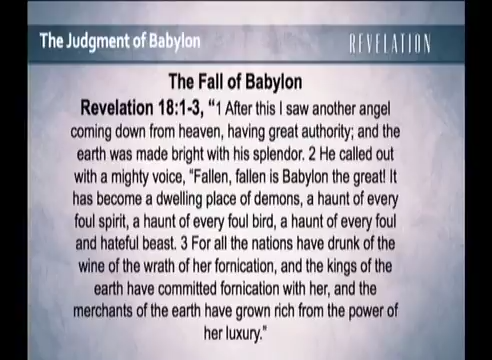 The Judgment of Babylon
REVELATION
The Fall of Babylon
Revelation 18:1-3, “1 After this I saw another angel
coming down from heaven, having great authority; and the
earth was made bright with his splendor. 2 He called out
with a mighty voice, “Fallen, fallen is Babylon the great! It
has become a dwelling place of demons, a haunt of every
foul spirit, a haunt of every foul bird, a haunt of every foul
and hateful beast. 3 For all the nations have drunk of the
wine of the wrath of her fornication, and the kings of the
earth have committed fornication with her, and the
merchants of the earth have grown rich from the power of
her luxury.”